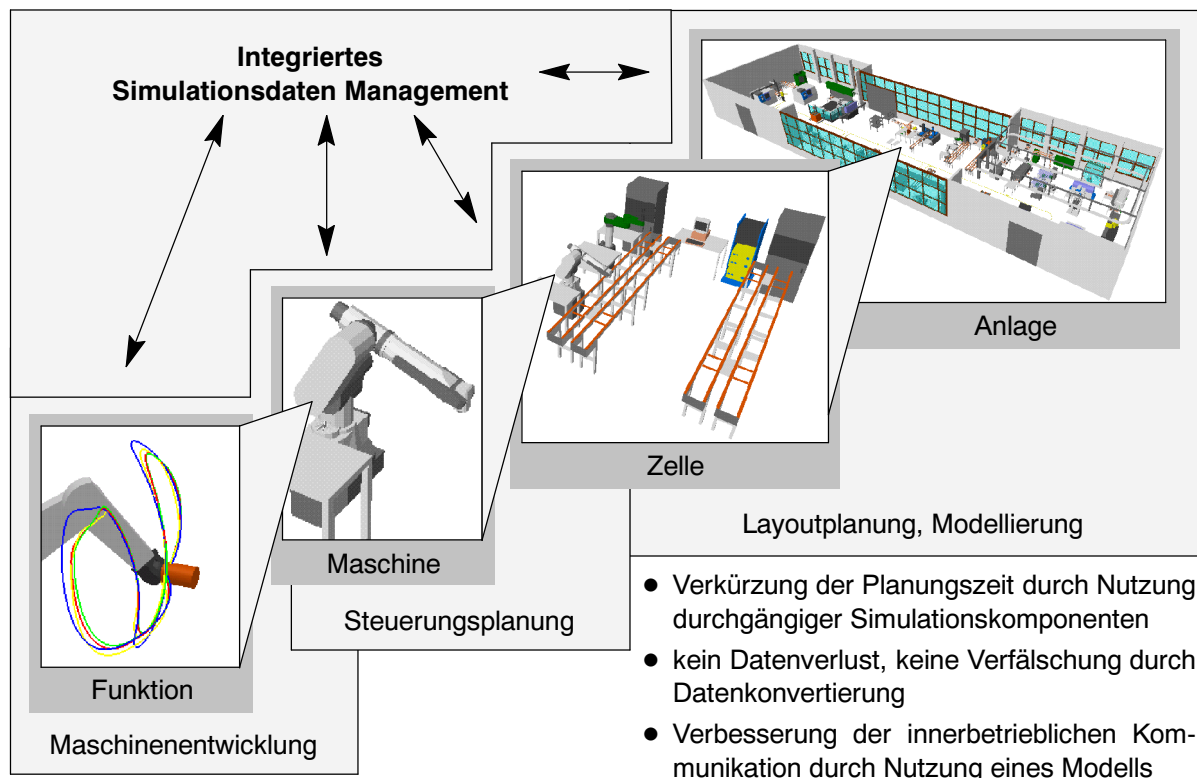 Integriertes
Simulationsdaten Management
Anlage
Zelle
Layoutplanung, Modellierung
Maschine
Steuerungsplanung
Funktion
Maschinenentwicklung
● Verkürzung der Planungszeit durch Nutzung
durchgängiger Simulationskomponenten
● kein Datenverlust, keine Verfälschung durch
Datenkonvertierung
● Verbesserung der innerbetrieblichen Kom-
munikation durch Nutzung eines Modells